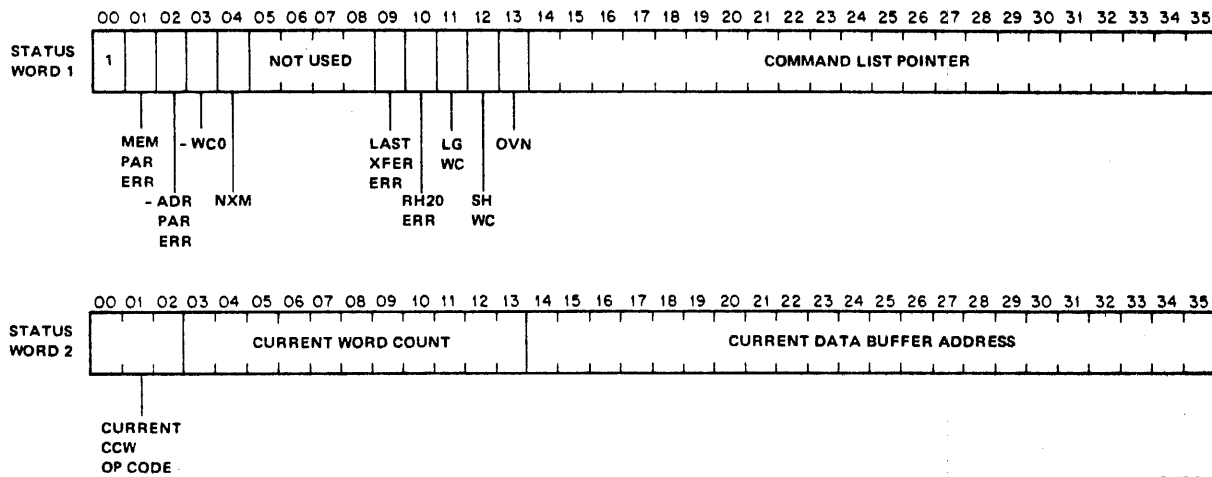 00 01 02 03 04 05 06 07 08 09 10 11 12 13 14 15 16 17 18 19 20 21 22 23 24 25 26 27 28 29 30 31 32 33 34 35
STATUS
WORD 1
1
NOT USED
COMMAND LIST POINTER
MEM
PAR
ERR
- ADR
PAR
ERR
- WC0
NXM
LAST
XFER
ERR
RH20
ERR
LG
WC
SH
WC
OVN
00 01 02 03 04 05 06 07 08 09 10 11 12 13 14 15 16 17 18 19 20 21 22 23 24 25 26 27 28 29 30 31 32 33 34 35
STATUS
WORD 2
CURRENT WORD COUNT
CURRENT DATA BUFFER ADDRESS
CURRENT
CCW
OP CODE